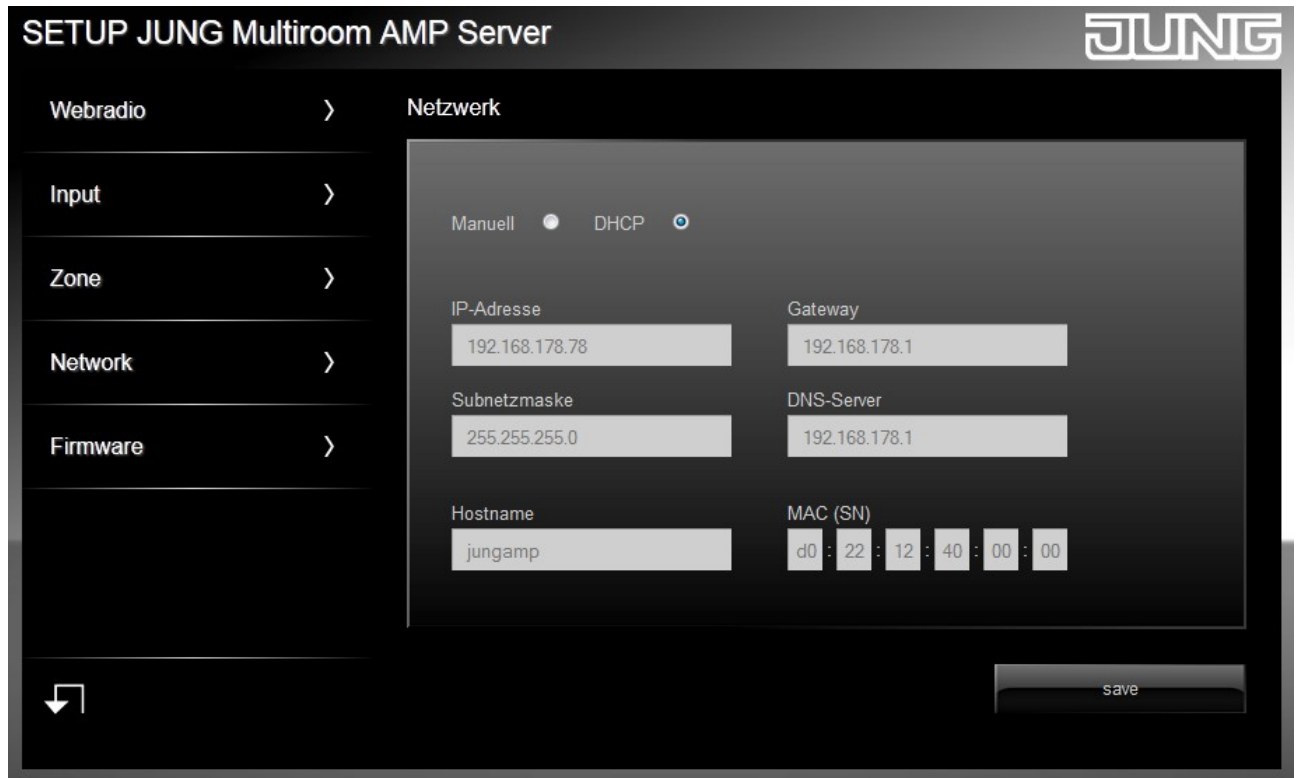 SETUP JUNG Multiroom AMP Server
JUNG
Webradio
Input
Zone
Network
Firmware
Netzwerk
Manuell DHCP
IP-Adresse Gateway
192.168.178.78 192.168.178.1
Subnetzmaske DNS-Server
255.255.255.0 192.168.178.1
Hostname MAC (SN)
jungamp d0 : 22 : 12 : 40 : 00 : 00
save